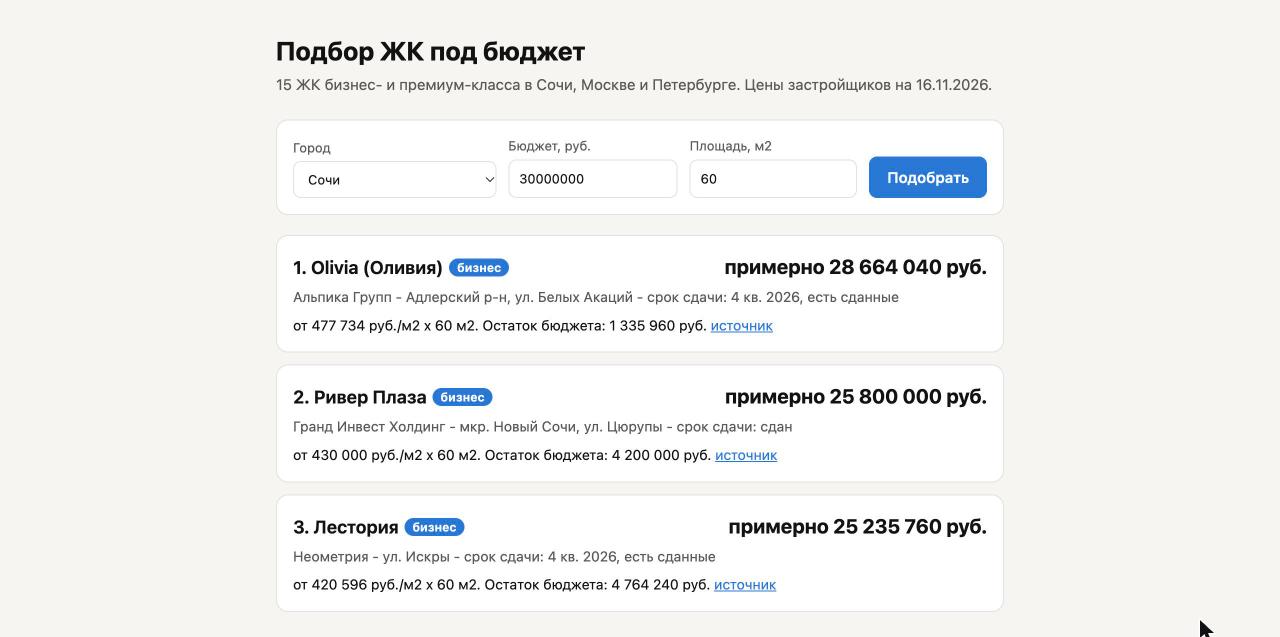 Подбор ЖК под бюджет
15 ЖК бизнес- и премиум-класса в Сочи, Москве и Петербурге. Цены застройщиков на 16.11.2026.
Город Бюджет, руб. Площадь, м2
Сочи 30000000 60 Подобрать
1. Olivia (Оливия) бизнес примерно 28 664 040 руб.
Альпика Групп - Адлерский р-н, ул. Белых Акаций - срок сдачи: 4 кв. 2026, есть сданные
от 477 734 руб./м2 x 60 м2. Остаток бюджета: 1 335 960 руб. источник
2. Ривер Плаза бизнес примерно 25 800 000 руб.
Гранд Инвест Холдинг - мкр. Новый Сочи, ул. Цюрупы - срок сдачи: сдан
от 430 000 руб./м2 x 60 м2. Остаток бюджета: 4 200 000 руб. источник
3. Лестория бизнес примерно 25 235 760 руб.
Неометрия - ул. Искры - срок сдачи: 4 кв. 2026, есть сданные
от 420 596 руб./м2 x 60 м2. Остаток бюджета: 4 764 240 руб. источник